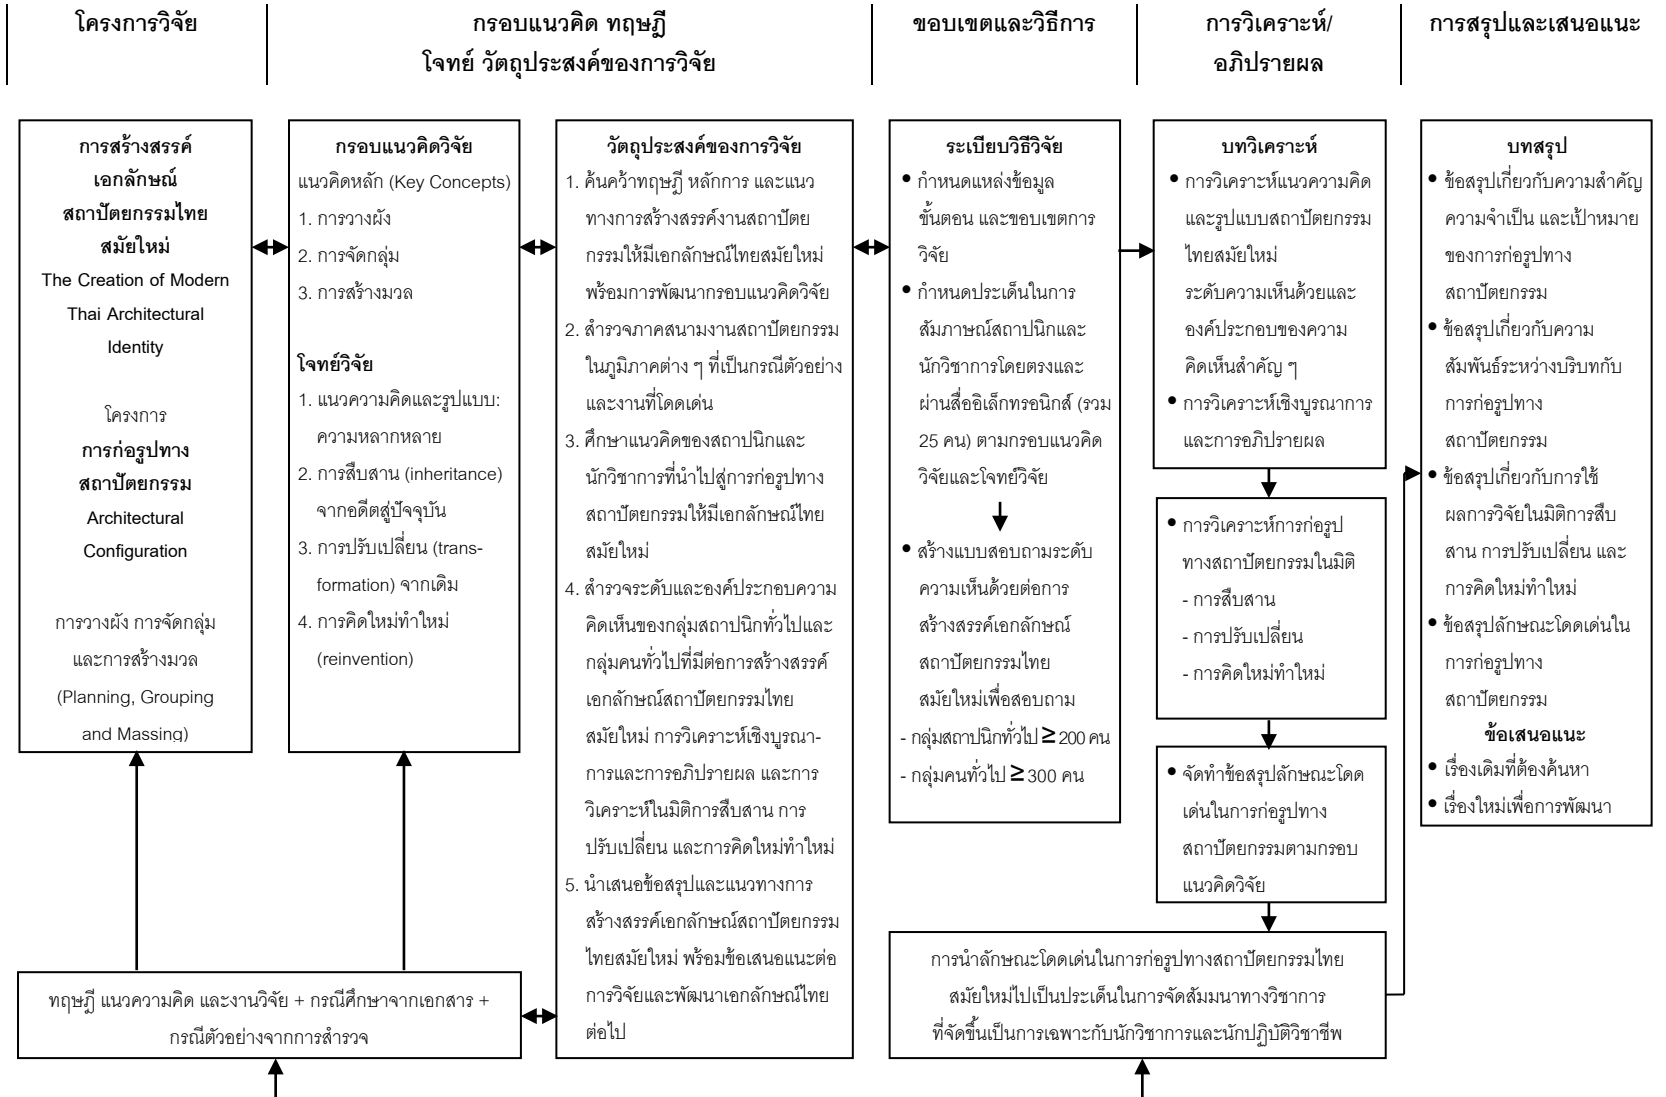 โครงการวิจัย
กรอบแนวคิด ทฤษฎี
โจทย์ วัตถุประสงค์ของการวิจัย
ขอบเขตและวิธีการ
การวิเคราะห์/
อภิปรายผล
การสรุปและเสนอแนะ
การสร้างสรรค์
เอกลักษณ์
สถาปัตยกรรมไทย
สมัยใหม่
The Creation of Modern
Thai Architectural
Identity
โครงการ
การก่อรูปทาง
สถาปัตยกรรม
Architectural
Configuration
การวางผัง การจัดกลุ่ม
และการสร้างมวล
(Planning, Grouping
and Massing)
กรอบแนวคิดวิจัย
แนวคิดหลัก (Key Concepts)
1. การวางผัง
2. การจัดกลุ่ม
3. การสร้างมวล
โจทย์วิจัย
1. แนวความคิดและรูปแบบ:
ความหลากหลาย
2. การสืบสาน (inheritance)
จากอดีตสู่ปัจจุบัน
3. การปรับเปลี่ยน (trans-
formation) จากเดิม
4. การคิดใหม่ทำใหม่
(reinvention)
วัตถุประสงค์ของการวิจัย
1. ค้นคว้าทฤษฎี หลักการ และแนว
ทางการสร้างสรรค์งานสถาปัตย
กรรมให้มีเอกลักษณ์ไทยสมัยใหม่
พร้อมการพัฒนากรอบแนวคิดวิจัย
2. สำรวจภาคสนามงานสถาปัตยกรรม
ในภูมิภาคต่าง ๆ ที่เป็นกรณีตัวอย่าง
และงานที่โดดเด่น
3. ศึกษาแนวคิดของสถาปนิกและ
นักวิชาการที่นำไปสู่การก่อรูปทาง
สถาปัตยกรรมให้มีเอกลักษณ์ไทย
สมัยใหม่
4. สำรวจระดับและองค์ประกอบความ
คิดเห็นของกลุ่มสถาปนิกทั่วไปและ
กลุ่มคนทั่วไปที่มีต่อการสร้างสรรค์
เอกลักษณ์สถาปัตยกรรมไทย
สมัยใหม่ การวิเคราะห์เชิงบูรณา-
การและการอภิปรายผล และการ
วิเคราะห์ในมิติการสืบสาน การ
ปรับเปลี่ยน และการคิดใหม่ทำใหม่
5. นำเสนอข้อสรุปและแนวทางการ
สร้างสรรค์เอกลักษณ์สถาปัตยกรรม
ไทยสมัยใหม่ พร้อมข้อเสนอแนะต่อ
การวิจัยและพัฒนาเอกลักษณ์ไทย
ต่อไป
ระเบียบวิธีวิจัย
● กำหนดแหล่งข้อมูล
ขั้นตอน และขอบเขตการ
วิจัย
● กำหนดประเด็นในการ
สัมภาษณ์สถาปนิกและ
นักวิชาการโดยตรงและ
ผ่านสื่ออิเล็กทรอนิกส์ (รวม
25 คน) ตามกรอบแนวคิด
วิจัยและโจทย์วิจัย
● สร้างแบบสอบถามระดับ
ความเห็นด้วยต่อการ
สร้างสรรค์เอกลักษณ์
สถาปัตยกรรมไทย
สมัยใหม่เพื่อสอบถาม
- กลุ่มสถาปนิกทั่วไป ≥ 200 คน
- กลุ่มคนทั่วไป ≥ 300 คน
บทวิเคราะห์
● การวิเคราะห์แนวความคิด
และรูปแบบสถาปัตยกรรม
ไทยสมัยใหม่
ระดับความเห็นด้วยและ
องค์ประกอบของความ
คิดเห็นสำคัญ ๆ
● การวิเคราะห์เชิงบูรณาการ
และการอภิปรายผล
● การวิเคราะห์การก่อรูป
ทางสถาปัตยกรรมในมิติ
- การสืบสาน
- การปรับเปลี่ยน
- การคิดใหม่ทำใหม่
● จัดทำข้อสรุปลักษณะโดด
เด่นในการก่อรูปทาง
สถาปัตยกรรมตามกรอบ
แนวคิดวิจัย
บทสรุป
● ข้อสรุปเกี่ยวกับความสำคัญ
ความจำเป็น และเป้าหมาย
ของการก่อรูปทาง
สถาปัตยกรรม
● ข้อสรุปเกี่ยวกับความ
สัมพันธ์ระหว่างบริบทกับ
การก่อรูปทาง
สถาปัตยกรรม
● ข้อสรุปเกี่ยวกับการใช้
ผลการวิจัยในมิติการสืบ
สาน การปรับเปลี่ยน และ
การคิดใหม่ทำใหม่
● ข้อสรุปลักษณะโดดเด่นใน
การก่อรูปทาง
สถาปัตยกรรม
ข้อเสนอแนะ
● เรื่องเดิมที่ต้องค้นหา
● เรื่องใหม่เพื่อการพัฒนา
ทฤษฎี แนวความคิด และงานวิจัย + กรณีศึกษาจากเอกสาร +
กรณีตัวอย่างจากการสำรวจ
การนำลักษณะโดดเด่นในการก่อรูปทางสถาปัตยกรรมไทย
สมัยใหม่ไปเป็นประเด็นในการจัดสัมมนาทางวิชาการ
ที่จัดขึ้นเป็นการเฉพาะกับนักวิชาการและนักปฏิบัติวิชาชีพ